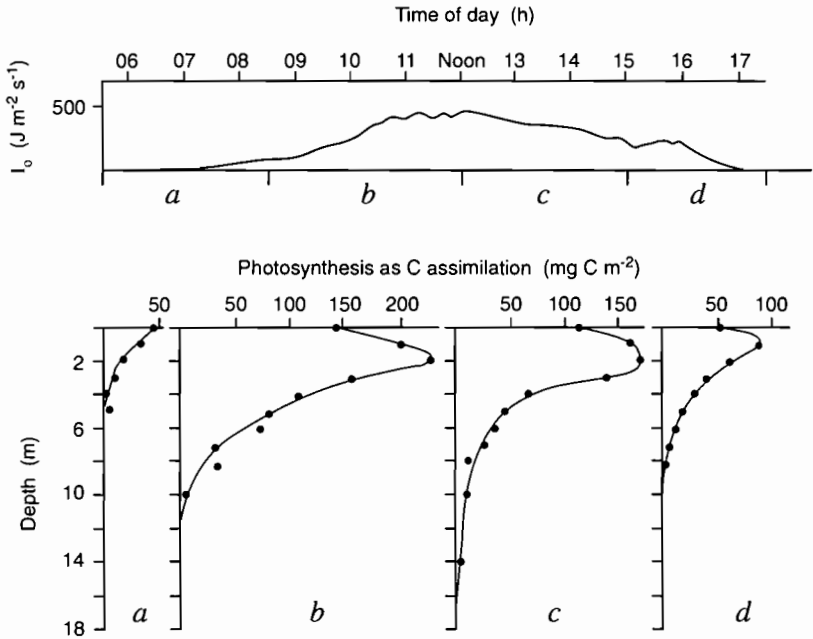 Time of day (h)
06 07 08 09 10 11 Noon 13 14 15 16 17
500
I₀ (J m⁻² s⁻¹)
a b c d
Photosynthesis as C assimilation (mg C m⁻²)
50 50 100 150 200 50 100 150 50 100
2
6
10
14
18
Depth (m)
a b c d